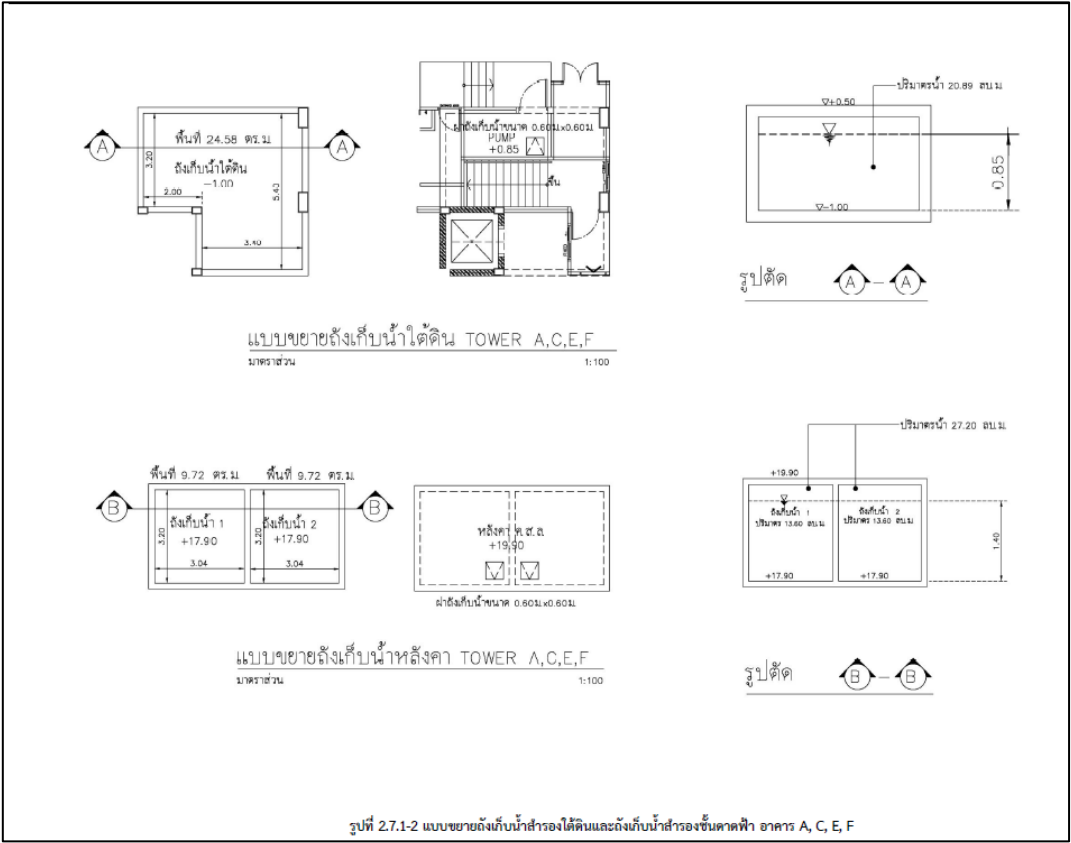 พื้นที่ 24.58 ตร.ม.
A
A
ถังเก็บน้ำใต้ดิน
-1.00
3.20
2.00
5.40
3.40
ฝาถังเก็บน้ำขนาด 0.60ม.x0.60ม.
PUMP
+0.85
ขึ้น
ปริมาตรน้ำ 20.89 ลบ.ม.
+0.50
0.85
-1.00
รูปตัด A - A
แบบขยายถังเก็บน้ำใต้ดิน TOWER A,C,E,F
มาตราส่วน 1:100
พื้นที่ 9.72 ตร.ม. พื้นที่ 9.72 ตร.ม.
B
B
ถังเก็บน้ำ 1
+17.90
3.20
3.04
ถังเก็บน้ำ 2
+17.90
3.20
3.04
หลังคา ค.ส.ล.
+19.90
ฝาถังเก็บน้ำขนาด 0.60ม.x0.60ม.
ปริมาตรน้ำ 27.20 ลบ.ม.
+19.90
ถังเก็บน้ำ 1
ปริมาตร 13.60 ลบ.ม.
ถังเก็บน้ำ 2
ปริมาตร 13.60 ลบ.ม.
1.40
+17.90
+17.90
แบบขยายถังเก็บน้ำหลังคา TOWER A,C,E,F
มาตราส่วน 1:100
รูปตัด B - B
รูปที่ 2.7.1-2 แบบขยายถังเก็บน้ำสำรองใต้ดินและถังเก็บน้ำสำรองชั้นดาดฟ้า อาคาร A, C, E, F